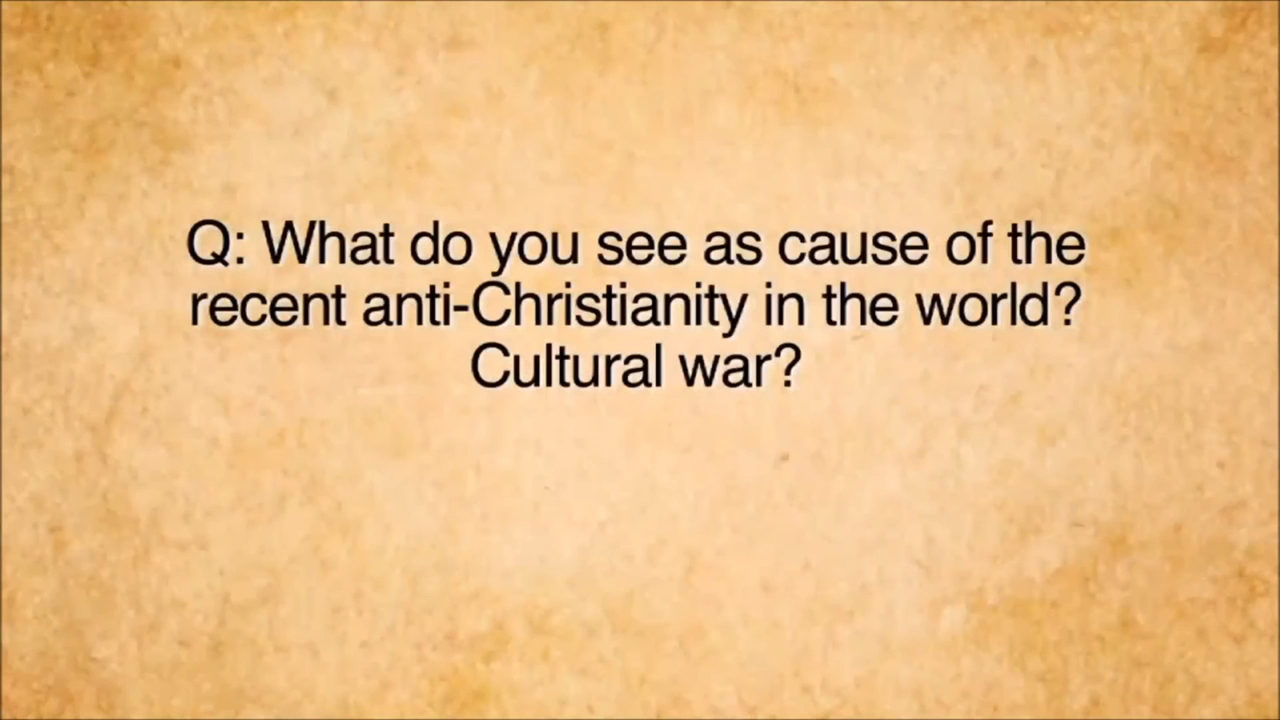 Q: What do you see as cause of the
recent anti-Christianity in the world?
Cultural war?